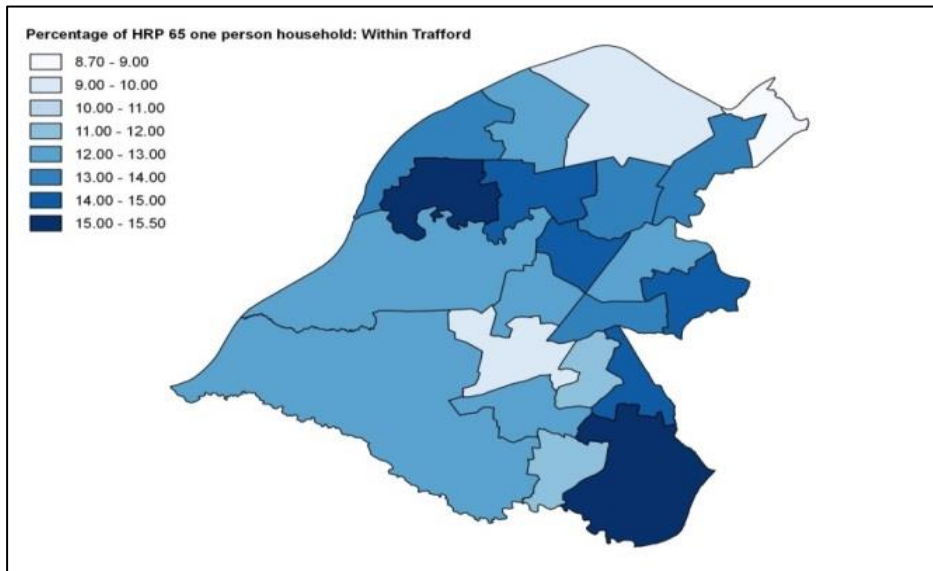 Percentage of HRP 65 one person household: Within Trafford
8.70 - 9.00
9.00 - 10.00
10.00 - 11.00
11.00 - 12.00
12.00 - 13.00
13.00 - 14.00
14.00 - 15.00
15.00 - 15.50